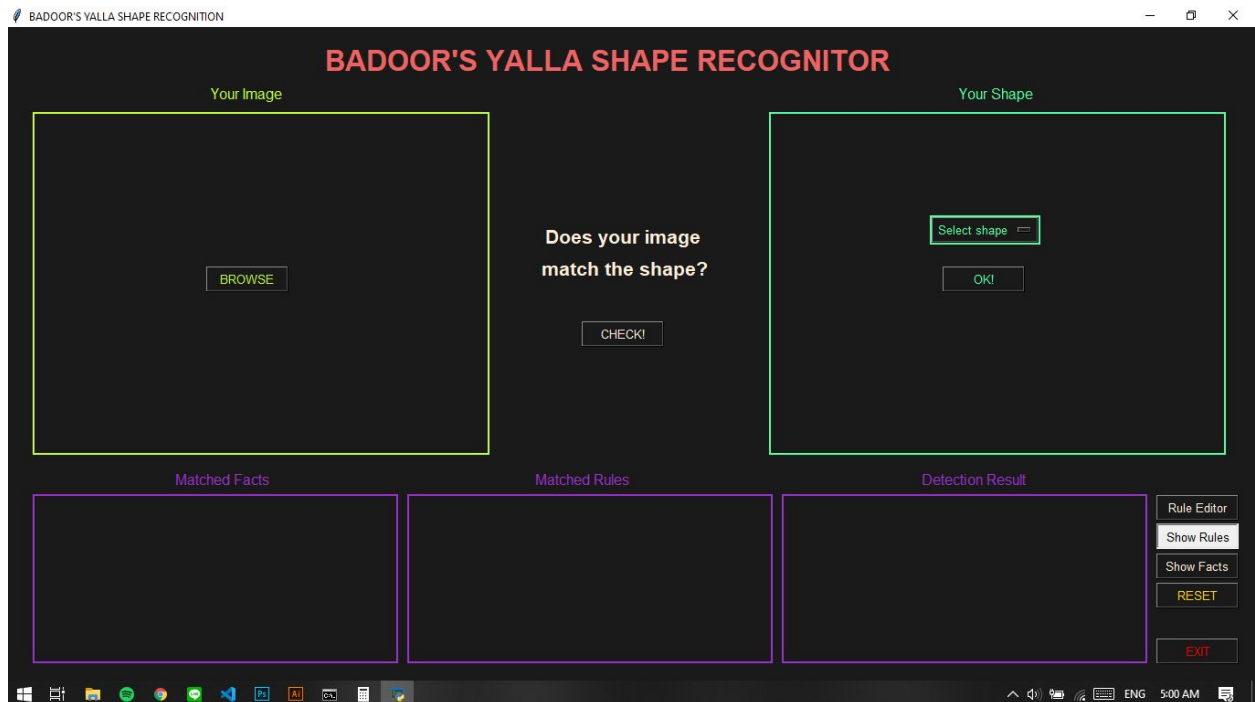 BADOOR'S YALLA SHAPE RECOGNITION
BADOOR'S YALLA SHAPE RECOGNITOR
Your Image
Your Shape
Does your image
match the shape?
Select shape
BROWSE
OK!
CHECK!
Matched Facts
Matched Rules
Detection Result
Rule Editor
Show Rules
Show Facts
RESET
EXIT
Ps
Ai
C:\.
ENG
5:00 AM